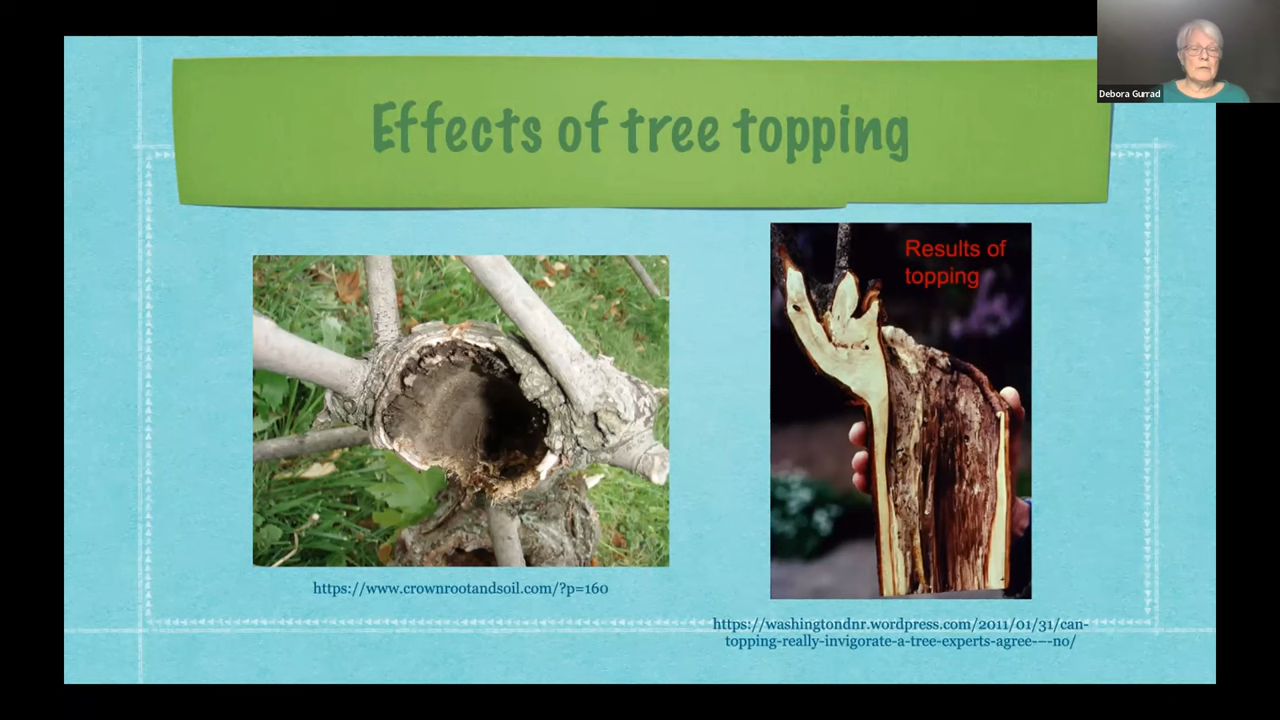 Debora Gurrad
Effects of tree topping
Results of
topping
https://www.crownrootandsoil.com/?p=160
https://washingtondnr.wordpress.com/2011/01/31/can-
topping-really-invigorate-a-tree-experts-agree-–-no/